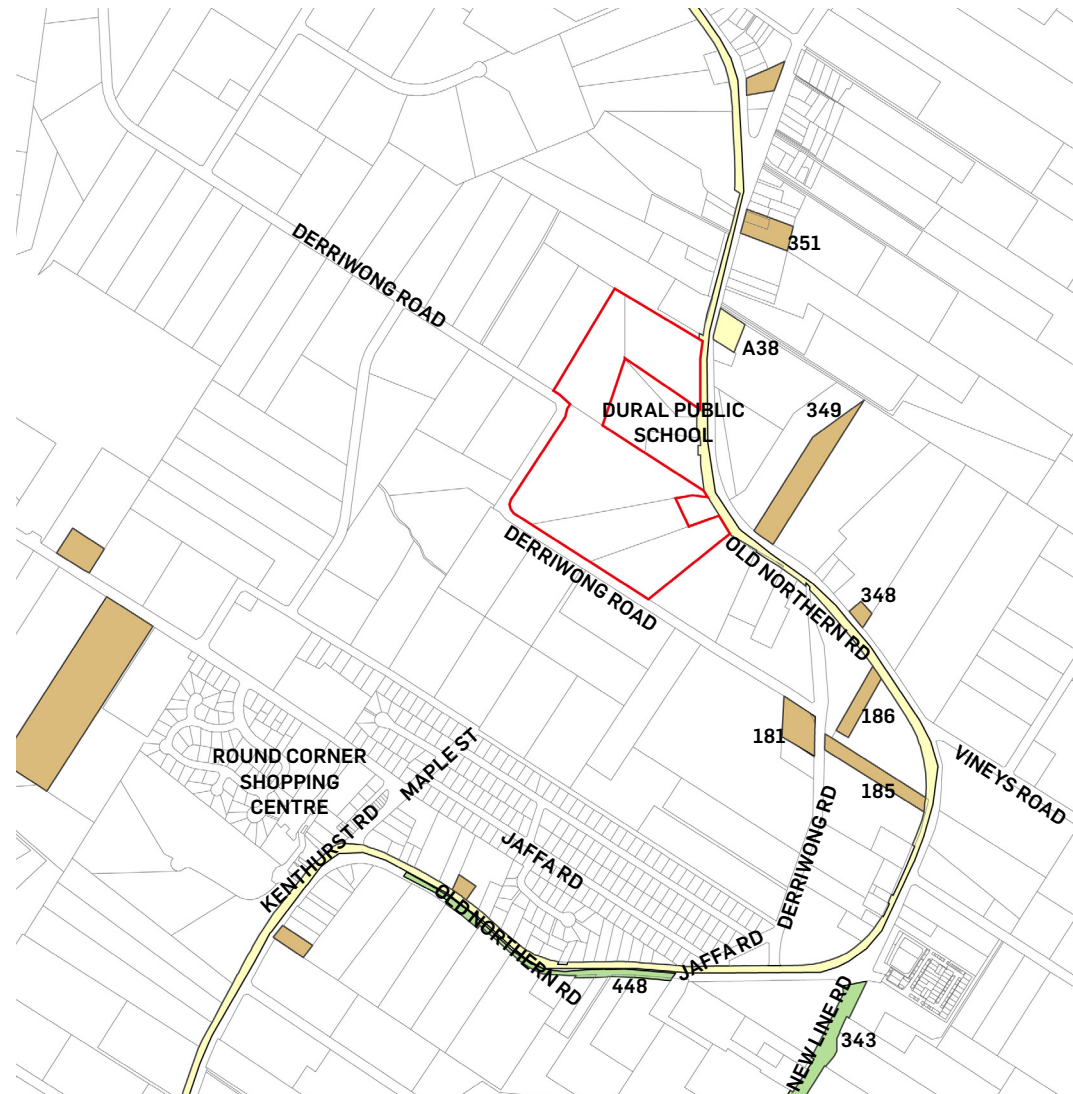 351
DERRIWONG ROAD
A38
349
DURAL PUBLIC
SCHOOL
DERRIWONG ROAD
OLD NORTHERN RD
348
186
181
185
VINEYS ROAD
ROUND CORNER
SHOPPING
CENTRE
MAPLE ST
KENTHURST RD
JAFFA RD
DERRIWONG RD
OLD NORTHERN RD
JAFFA RD
448
NEW LINE RD
343